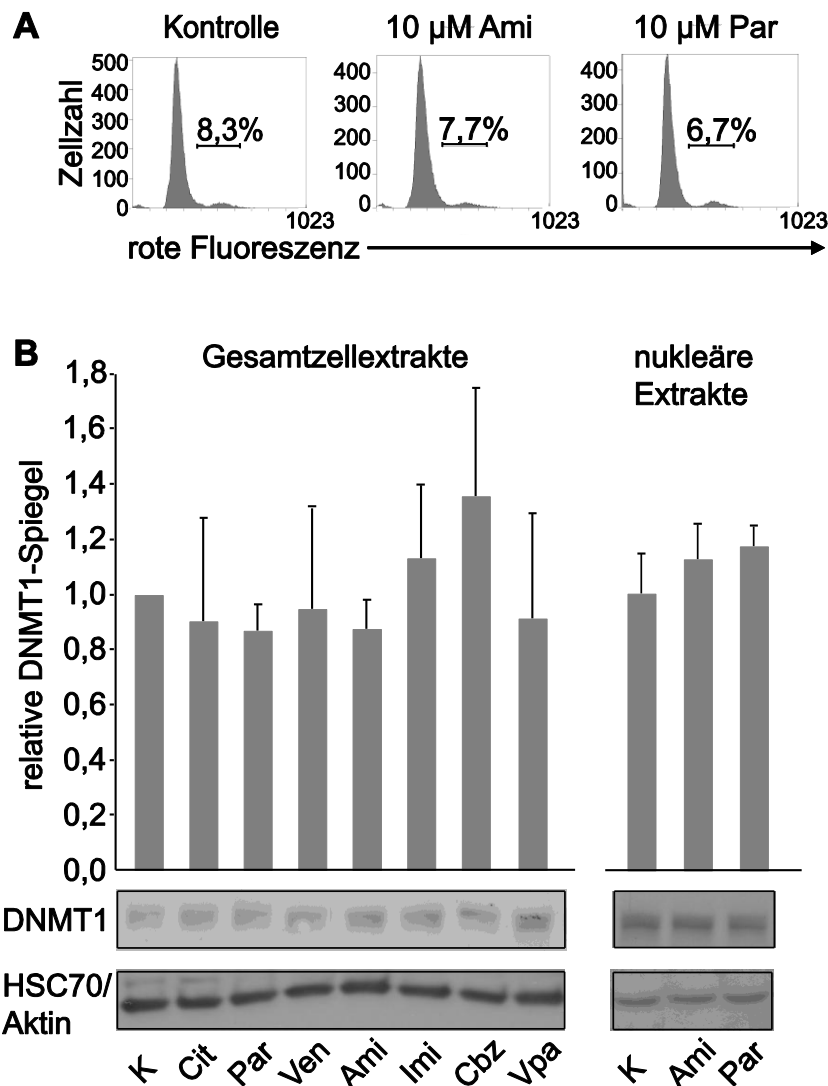 A
Kontrolle
10 µM Ami
10 µM Par
Zellzahl
500
400
300
200
100
0
8,3%
1023
400
300
200
100
0
7,7%
1023
400
300
200
100
0
6,7%
1023
rote Fluoreszenz
B
Gesamtzellextrakte
nukleäre
Extrakte
relative DNMT1-Spiegel
1,8
1,6
1,4
1,2
1,0
0,8
0,6
0,4
0,2
0,0
DNMT1
HSC70/
Aktin
K Cit Par Ven Ami Imi Cbz Vpa
K Ami Par